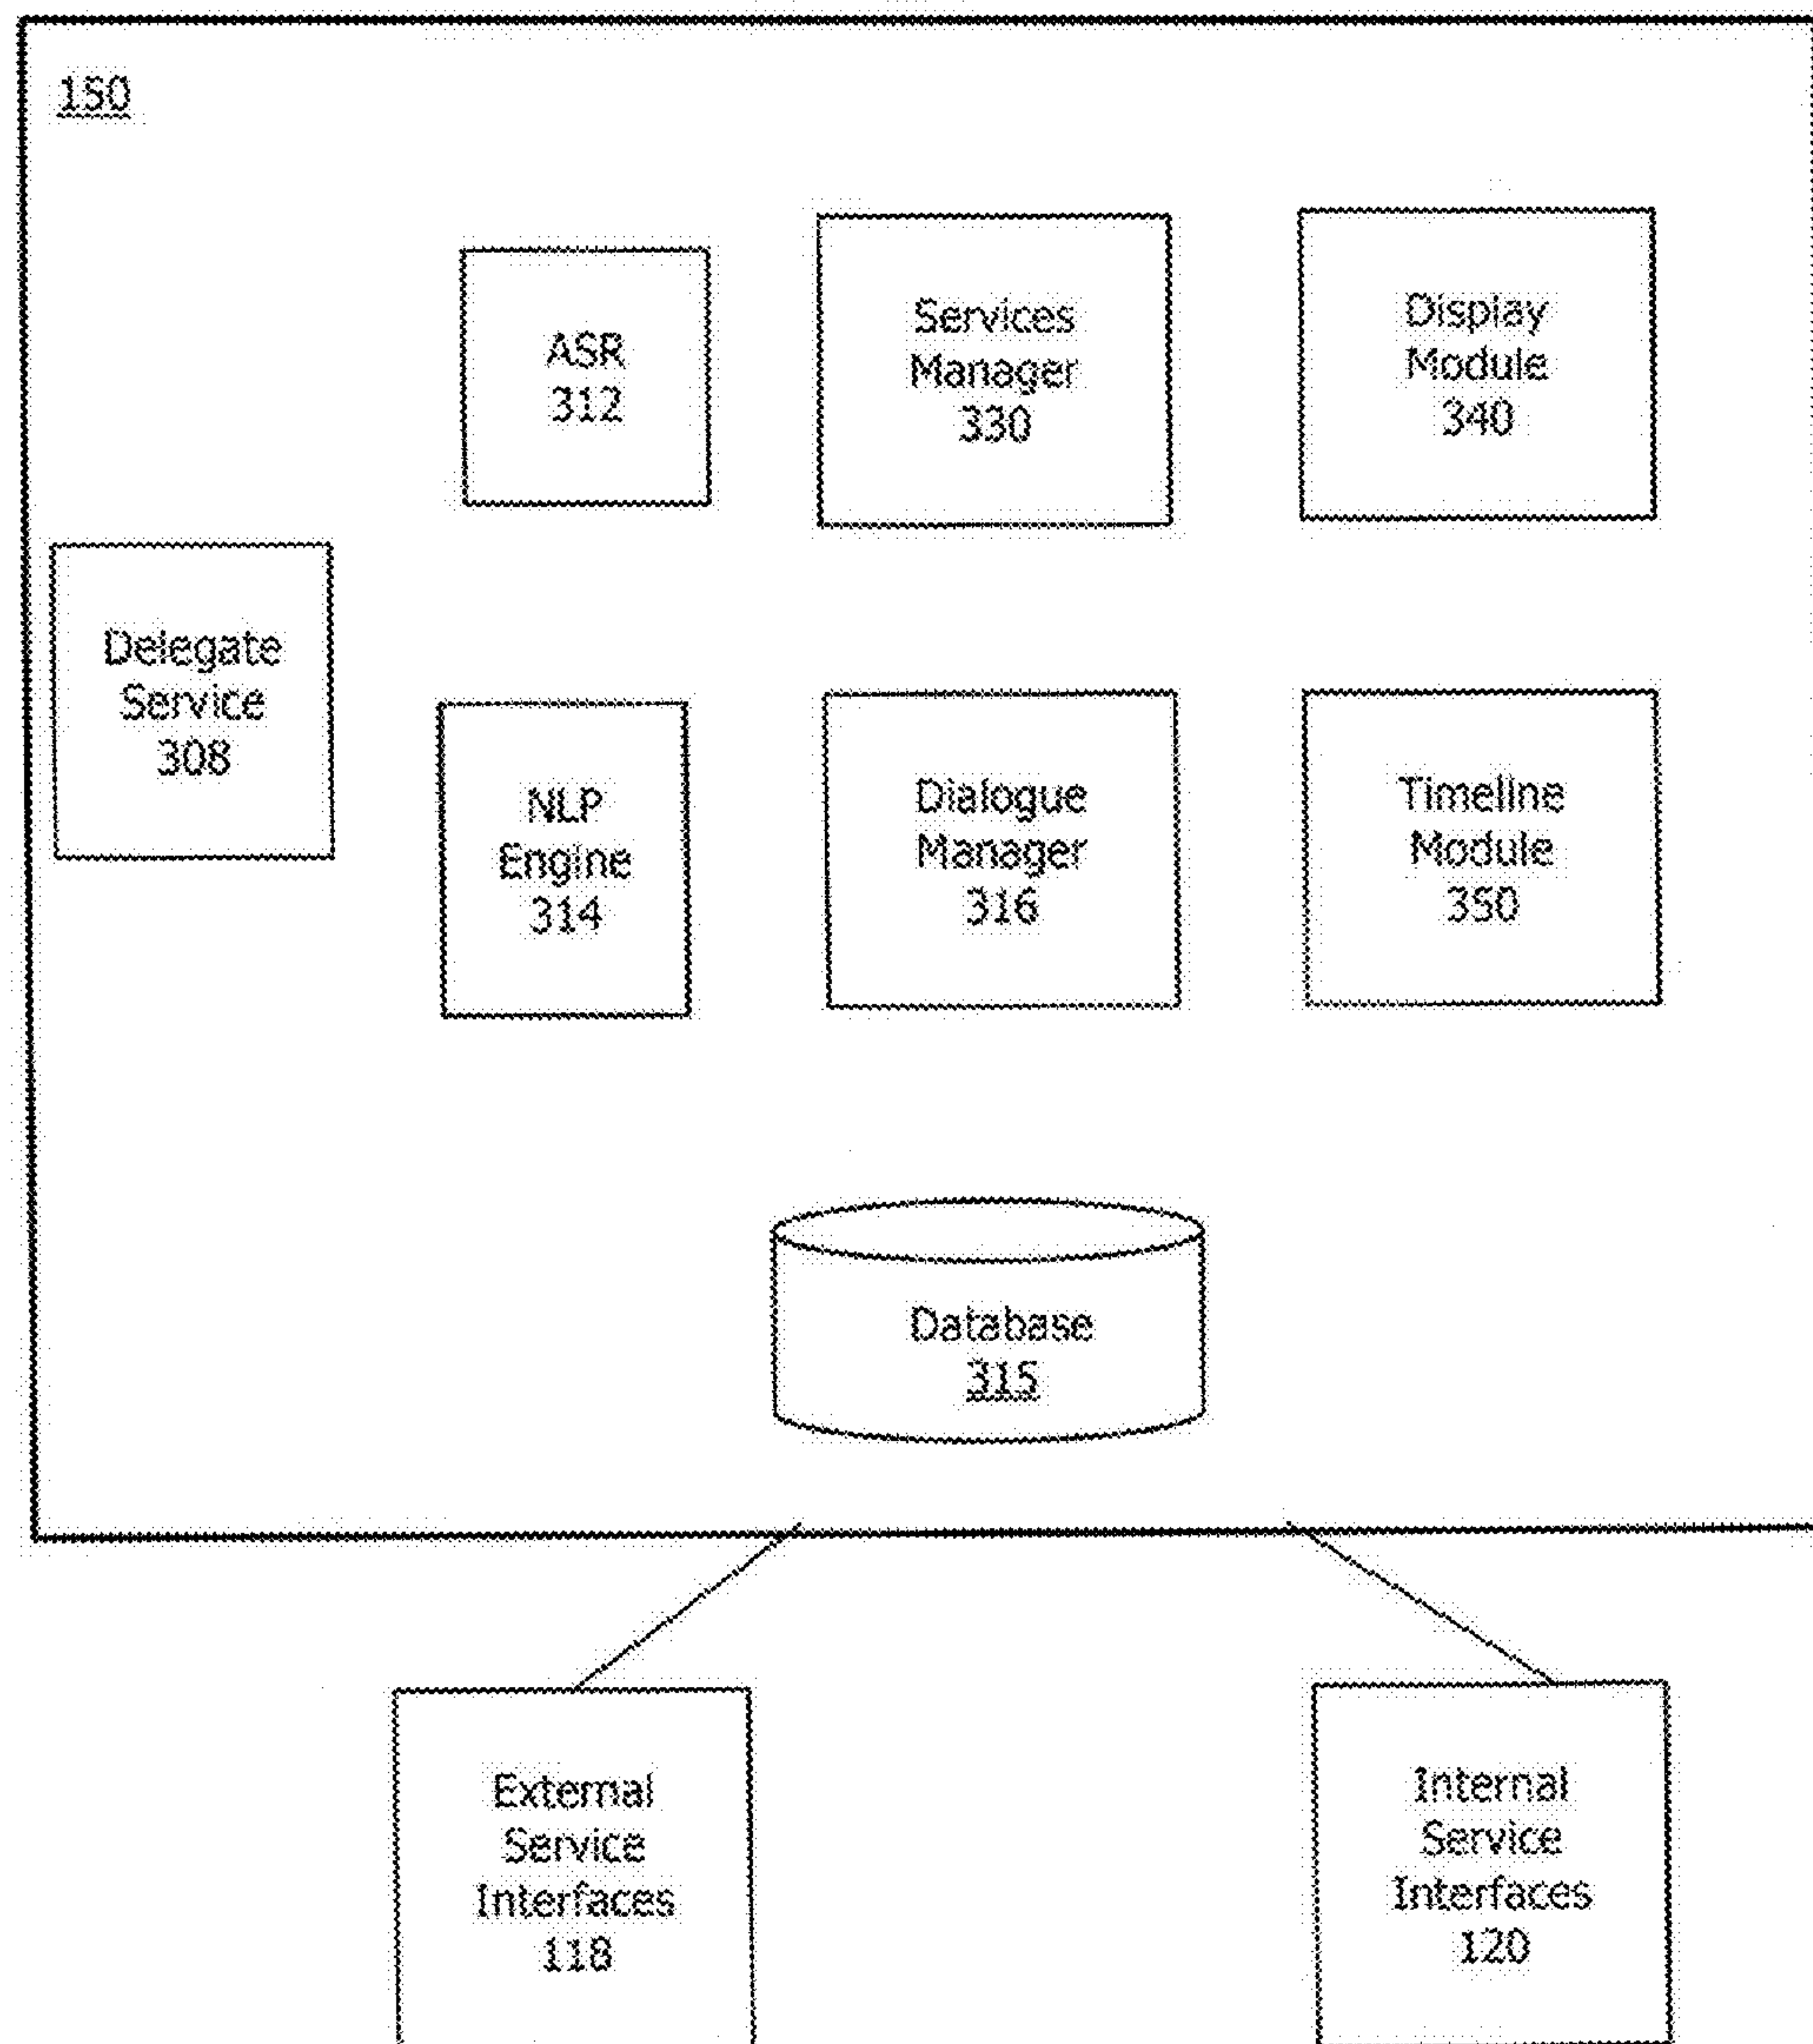 150
ASR
312
Services
Manager
330
Display
Module
340
Delegate
Service
308
NLP
Engine
314
Dialogue
Manager
316
Timeline
Module
350
Database
315
External
Service
Interfaces
118
Internal
Service
Interfaces
120